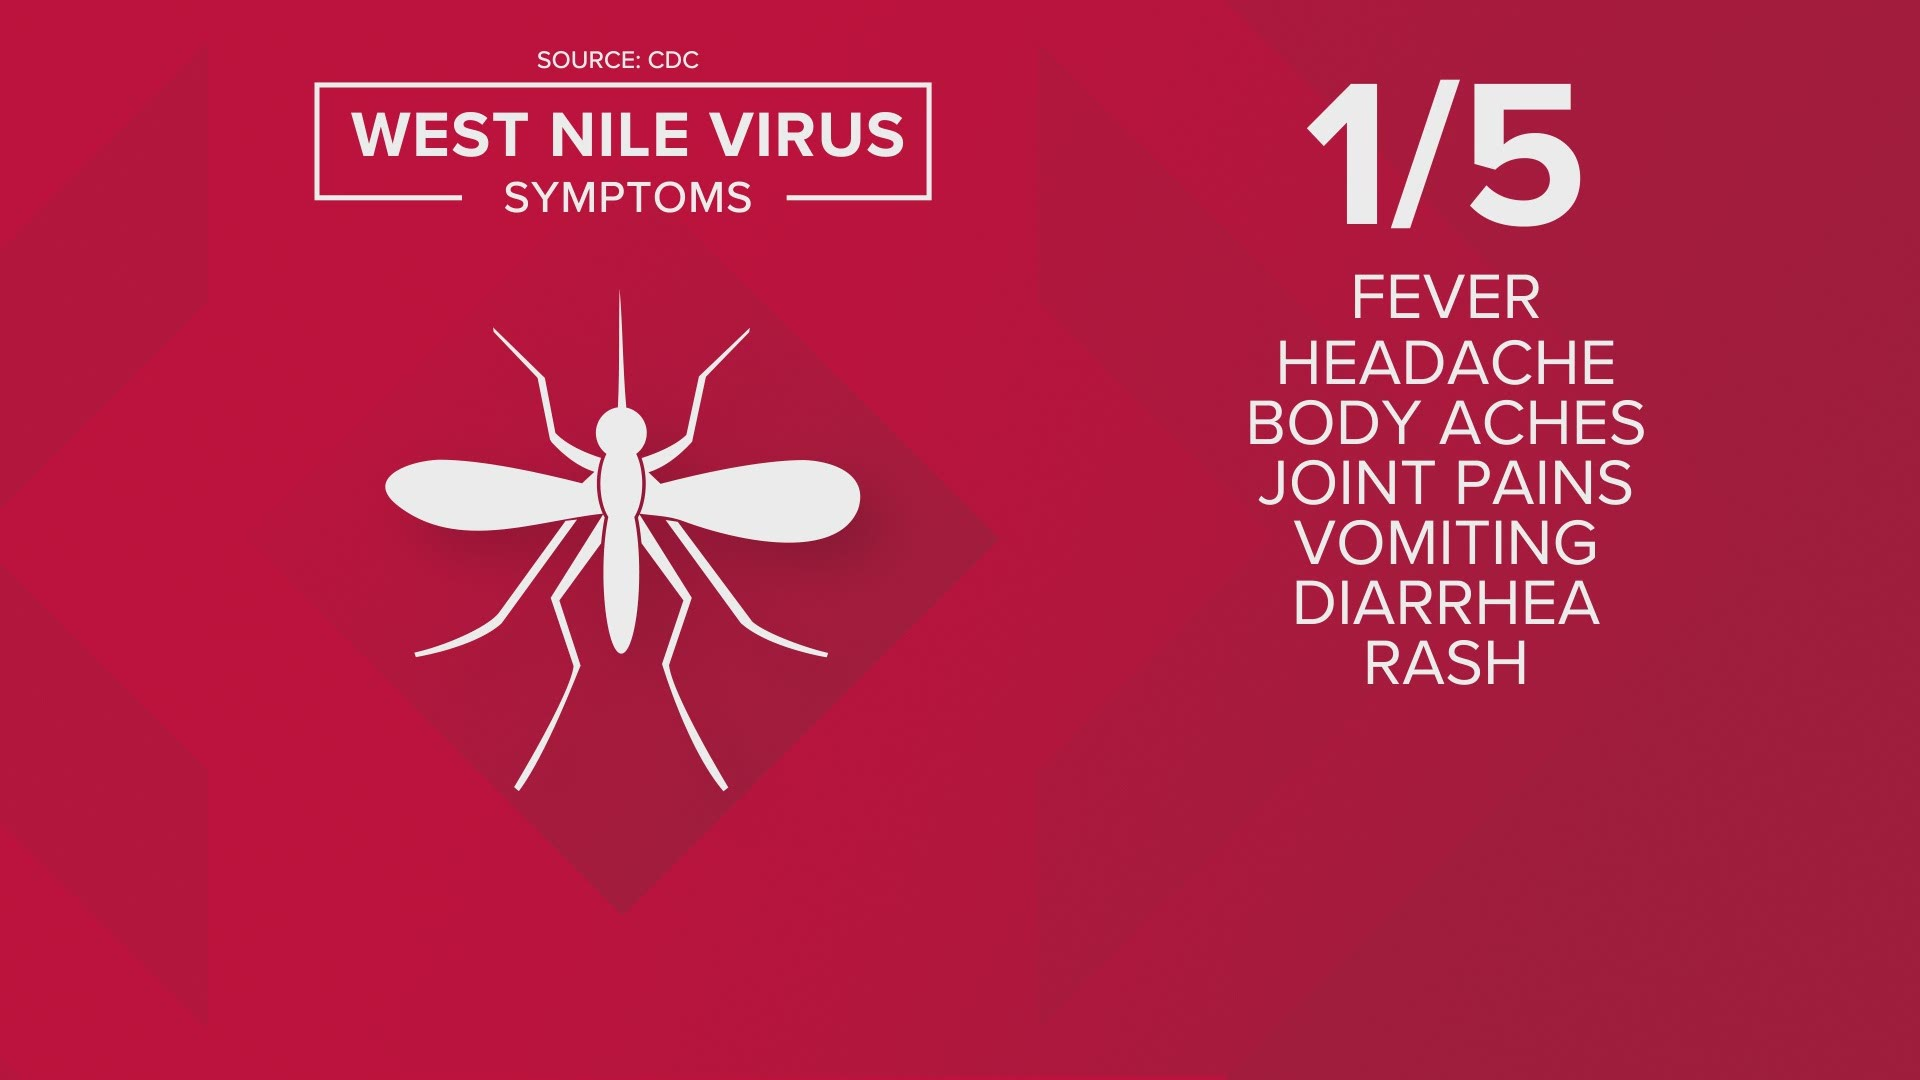 SOURCE: CDC
WEST NILE VIRUS
SYMPTOMS
1/5
FEVER
HEADACHE
BODY ACHES
JOINT PAINS
VOMITING
DIARRHEA
RASH